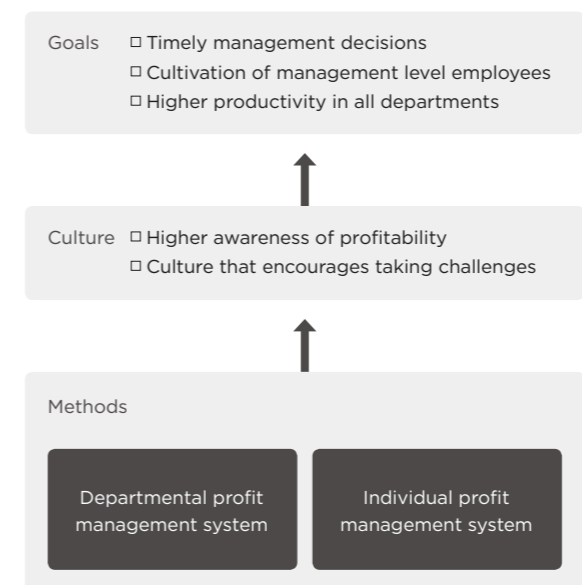 Goals □ Timely management decisions
□ Cultivation of management level employees
□ Higher productivity in all departments
Culture □ Higher awareness of profitability
□ Culture that encourages taking challenges
Methods
Departmental profit
management system
Individual profit
management system